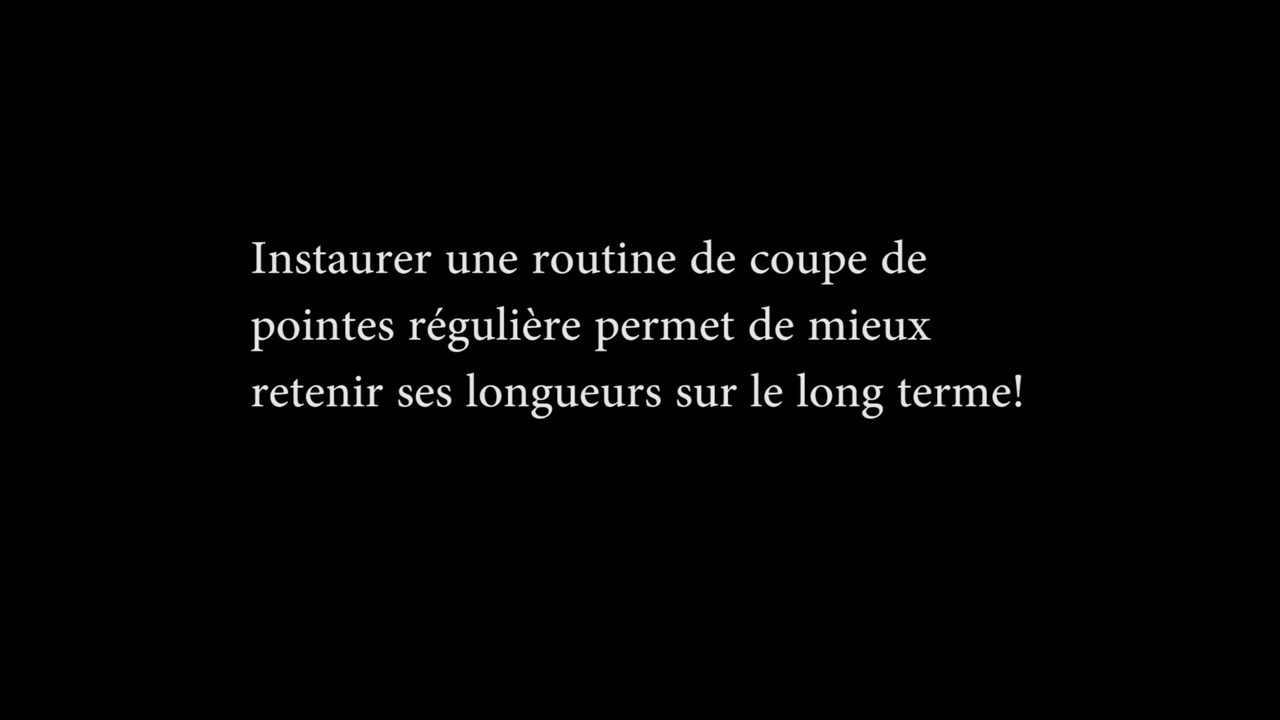 Instaurer une routine de coupe de
pointes régulière permet de mieux
retenir ses longueurs sur le long terme!